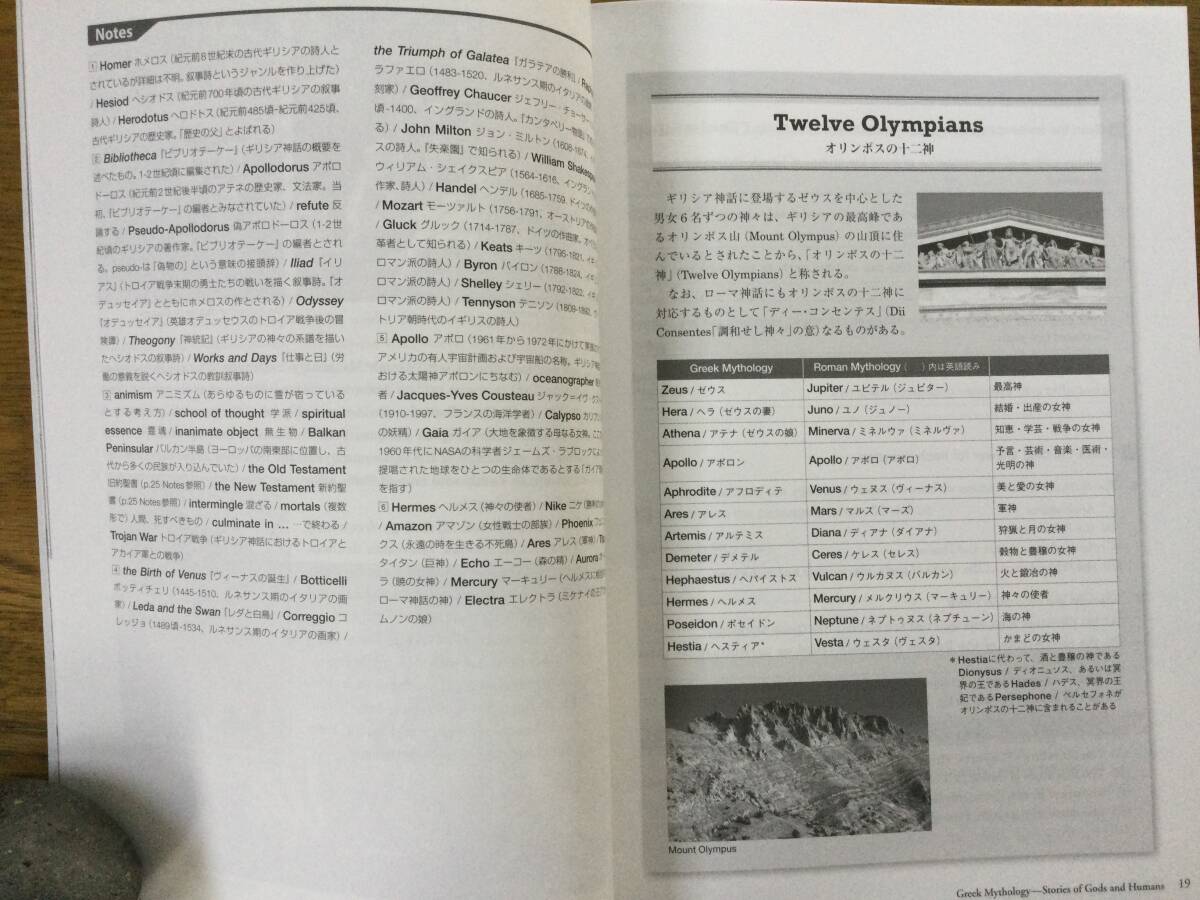 Notes
1 Homer ホメロス(紀元前8世紀末の古代ギリシアの詩人と
されているが詳細は不明。叙事詩というジャンルを作り上げた)
/ Hesiod ヘシオドス(紀元前700年頃の古代ギリシアの叙事
詩人) / Herodotus ヘロドトス(紀元前485頃-紀元前425頃、
古代ギリシアの歴史家。「歴史の父」とよばれる)
2 Bibliotheca『ビブリオテーケー』(ギリシア神話の概要を
述べたもの。1-2世紀頃に編集された) / Apollodorus アポロ
ドーロス(紀元前2世紀後半頃のアテネの歴史家、文法家。当
初、『ビブリオテーケー』の編者とみなされていた) / refute 反
論する / Pseudo-Apollodorus 偽アポロドーロス(1-2世
紀頃のギリシアの著作家。『ビブリオテーケー』の編者とされ
る。pseudo-は「偽物の」という意味の接頭辞) / Iliad『イリ
アス』(トロイア戦争末期の勇士たちの戦いを描く叙事詩。『オ
デュッセイア』とともにホメロスの作とされる) / Odyssey
『オデュッセイア』(英雄オデュッセウスのトロイア戦争後の冒
険譚) / Theogony『神統記』(ギリシアの神々の系譜を描い
たヘシオドスの叙事詩) / Works and Days『仕事と日』(労
働の意義を説くヘシオドスの教訓叙事詩)
3 animism アニミズム(あらゆるものに霊が宿っている
とする考え方) / school of thought 学派 / spiritual
essence 霊魂 / inanimate object 無生物 / Balkan
Peninsular バルカン半島(ヨーロッパの南東部に位置し、古
代から多くの民族が入り込んでいた) / the Old Testament
旧約聖書(p.25 Notes参照) / the New Testament 新約聖
書(p.25 Notes参照) / intermingle 混ざる / mortals(複数
形で)人間、死すべきもの / culminate in ... …で終わる /
Trojan War トロイア戦争(ギリシア神話におけるトロイアと
アカイア軍との戦争)
4 the Birth of Venus『ヴィーナスの誕生』/ Botticelli
ボッティチェリ(1445-1510、ルネサンス期のイタリアの画
家) / Leda and the Swan『レダと白鳥』/ Correggio コ
レッジョ(1489頃-1534、ルネサンス期のイタリアの画家) /
the Triumph of Galatea『ガラテアの勝利』/
ラファエロ(1483-1520、ルネサンス期のイタリアの
刻家) / Geoffrey Chaucer ジェフリー・チョーサー
頃-1400、イングランドの詩人。『カンタベリー物語』
る) / John Milton ジョン・ミルトン(1608-1674、
スの詩人。『失楽園』で知られる) / William
ウィリアム・シェイクスピア(1564-1616、イングランド
作家、詩人) / Handel ヘンデル(1685-1759、ドイツの
/ Mozart モーツァルト(1756-1791、オーストリアの
/ Gluck グルック(1714-1787、ドイツの作曲家。
革者として知られる) / Keats キーツ(1795-1821、
ロマン派の詩人) / Byron バイロン(1788-1824、
ロマン派の詩人) / Shelley シェリー(1792-1822、
ロマン派の詩人) / Tennyson テニソン(1809-1892、
トリア朝時代のイギリスの詩人)
5 Apollo アポロ(1961年から1972年にかけて
アメリカの有人宇宙計画および宇宙船の名称。ギリシア
おける太陽神アポロンにちなむ) / oceanographer
者 / Jacques-Yves Cousteau ジャック=イヴ・
(1910-1997、フランスの海洋学者) / Calypso
の妖精) / Gaia ガイア(大地を象徴する母なる女神。
1960年代にNASAの科学者ジェームズ・ラブロックによ
提唱された地球をひとつの生命体であるとする「ガイア
を指す)
6 Hermes ヘルメス(神々の使者) / Nike ニケ
/ Amazon アマゾン(女性戦士の部族) / Phoenix
クス(永遠の時を生きる不死鳥) / Ares アレス(軍神) /
タイタン(巨神) / Echo エーコー(森の精) / Aurora
ラ(暁の女神) / Mercury マーキュリー(ヘルメスに
ローマ神話の神) / Electra エレクトラ(ミケナイの
ムノンの娘)
Twelve Olympians
オリンポスの十二神
ギリシア神話に登場するゼウスを中心とした
男女6名ずつの神々は、ギリシアの最高峰であ
るオリンポス山(Mount Olympus)の山頂に住
んでいるとされたことから、「オリンポスの十二
神」(Twelve Olympians)と称される。
なお、ローマ神話にもオリンポスの十二神に
対応するものとして「ディー・コンセンテス」(Dii
Consentes「調和せし神々」の意)なるものがある。
Greek Mythology Roman Mythology( )内は英語読み
Zeus / ゼウス Jupiter / ユピテル(ジュピター) 最高神
Hera / ヘラ(ゼウスの妻) Juno / ユノ(ジュノー) 結婚・出産の女神
Athena / アテナ(ゼウスの娘) Minerva / ミネルウァ(ミネルヴァ) 知恵・学芸・戦争の女神
Apollo / アポロン Apollo / アポロ(アポロ) 予言・芸術・音楽・医術・
光明の神
Aphrodite / アフロディテ Venus / ウェヌス(ヴィーナス) 美と愛の女神
Ares / アレス Mars / マルス(マーズ) 軍神
Artemis / アルテミス Diana / ディアナ(ダイアナ) 狩猟と月の女神
Demeter / デメテル Ceres / ケレス(セレス) 穀物と豊穣の女神
Hephaestus / ヘパイストス Vulcan / ウルカヌス(バルカン) 火と鍛冶の神
Hermes / ヘルメス Mercury / メルクリウス(マーキュリー) 神々の使者
Poseidon / ポセイドン Neptune / ネプトゥヌス(ネプチューン) 海の神
Hestia / ヘスティア* Vesta / ウェスタ(ヴェスタ) かまどの女神
* Hestiaに代わって、酒と豊穣の神である
Dionysus / ディオニュソス、あるいは冥
界の王であるHades / ハデス、冥界の王
妃であるPersephone / ペルセフォネが
オリンポスの十二神に含まれることがある
Mount Olympus
Greek Mythology—Stories of Gods and Humans 19